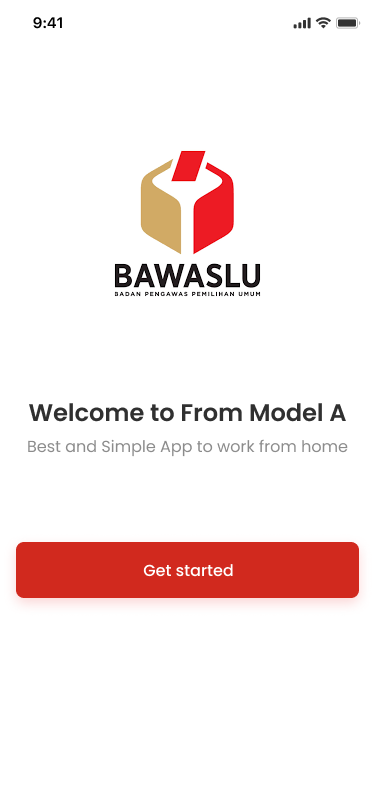 9:41
BAWASLU
BADAN PENGAWAS PEMILIHAN UMUM
Welcome to From Model A
Best and Simple App to work from home
Get started